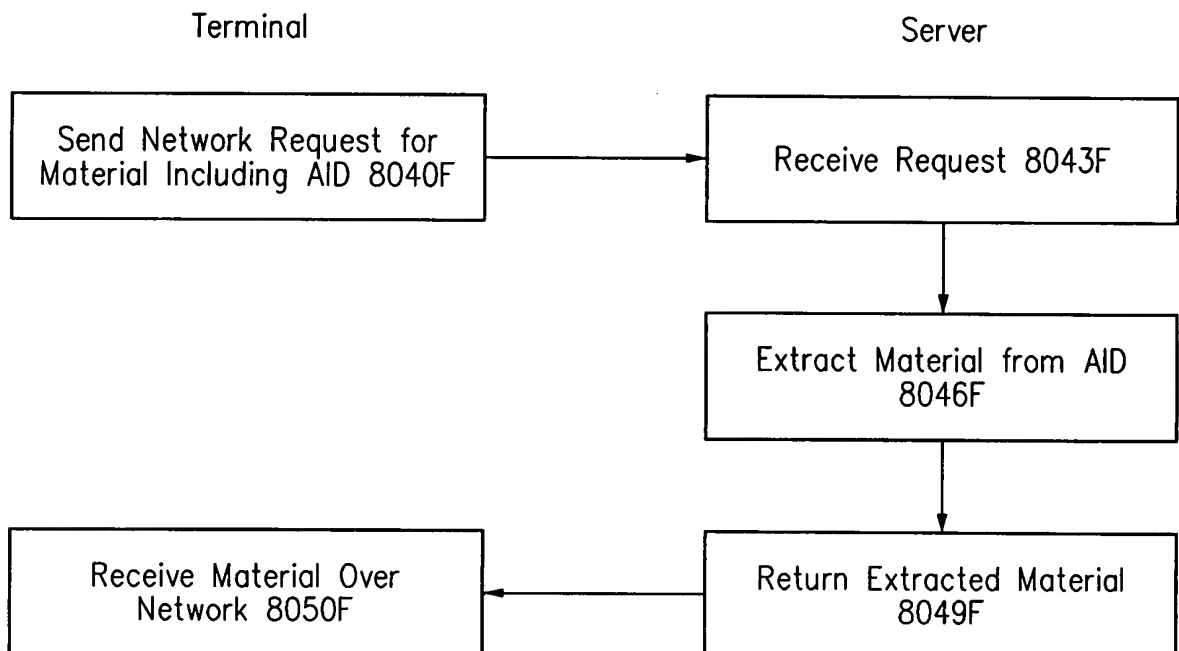 Terminal
Server
Send Network Request for
Material Including AID 8040F
Receive Request 8043F
Extract Material from AID
8046F
Return Extracted Material
8049F
Receive Material Over
Network 8050F